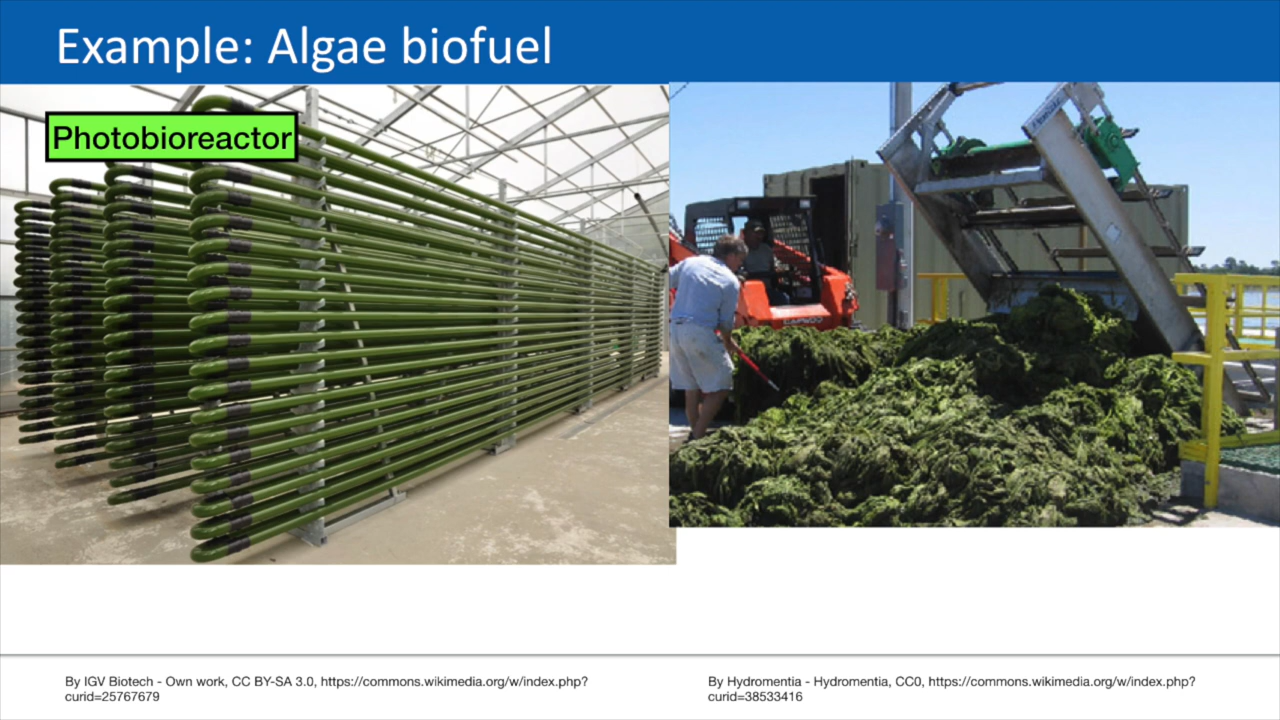 Example: Algae biofuel
Photobioreactor
By IGV Biotech - Own work, CC BY-SA 3.0, https://commons.wikimedia.org/w/index.php?
curid=25767679
By Hydromentia - Hydromentia, CC0, https://commons.wikimedia.org/w/index.php?
curid=38533416